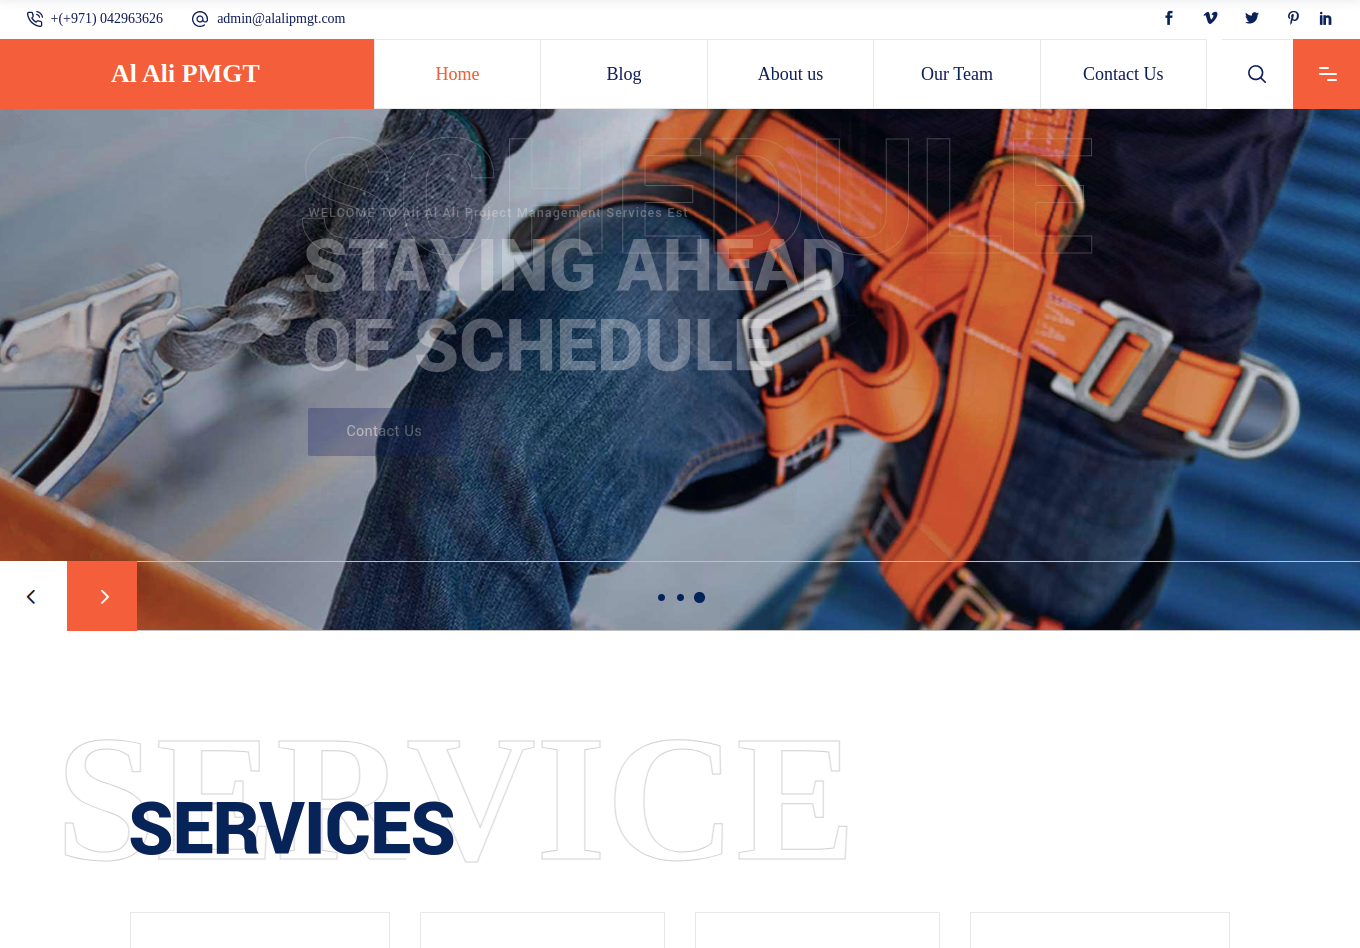 +(+971) 042963626 admin@alalipmgt.com
Al Ali PMGT Home Blog About us Our Team Contact Us
SCHEDULE
WELCOME TO Ali Al Ali Project Management Services Est
STAYING AHEAD
OF SCHEDULE
Contact Us
SERVICE
SERVICES